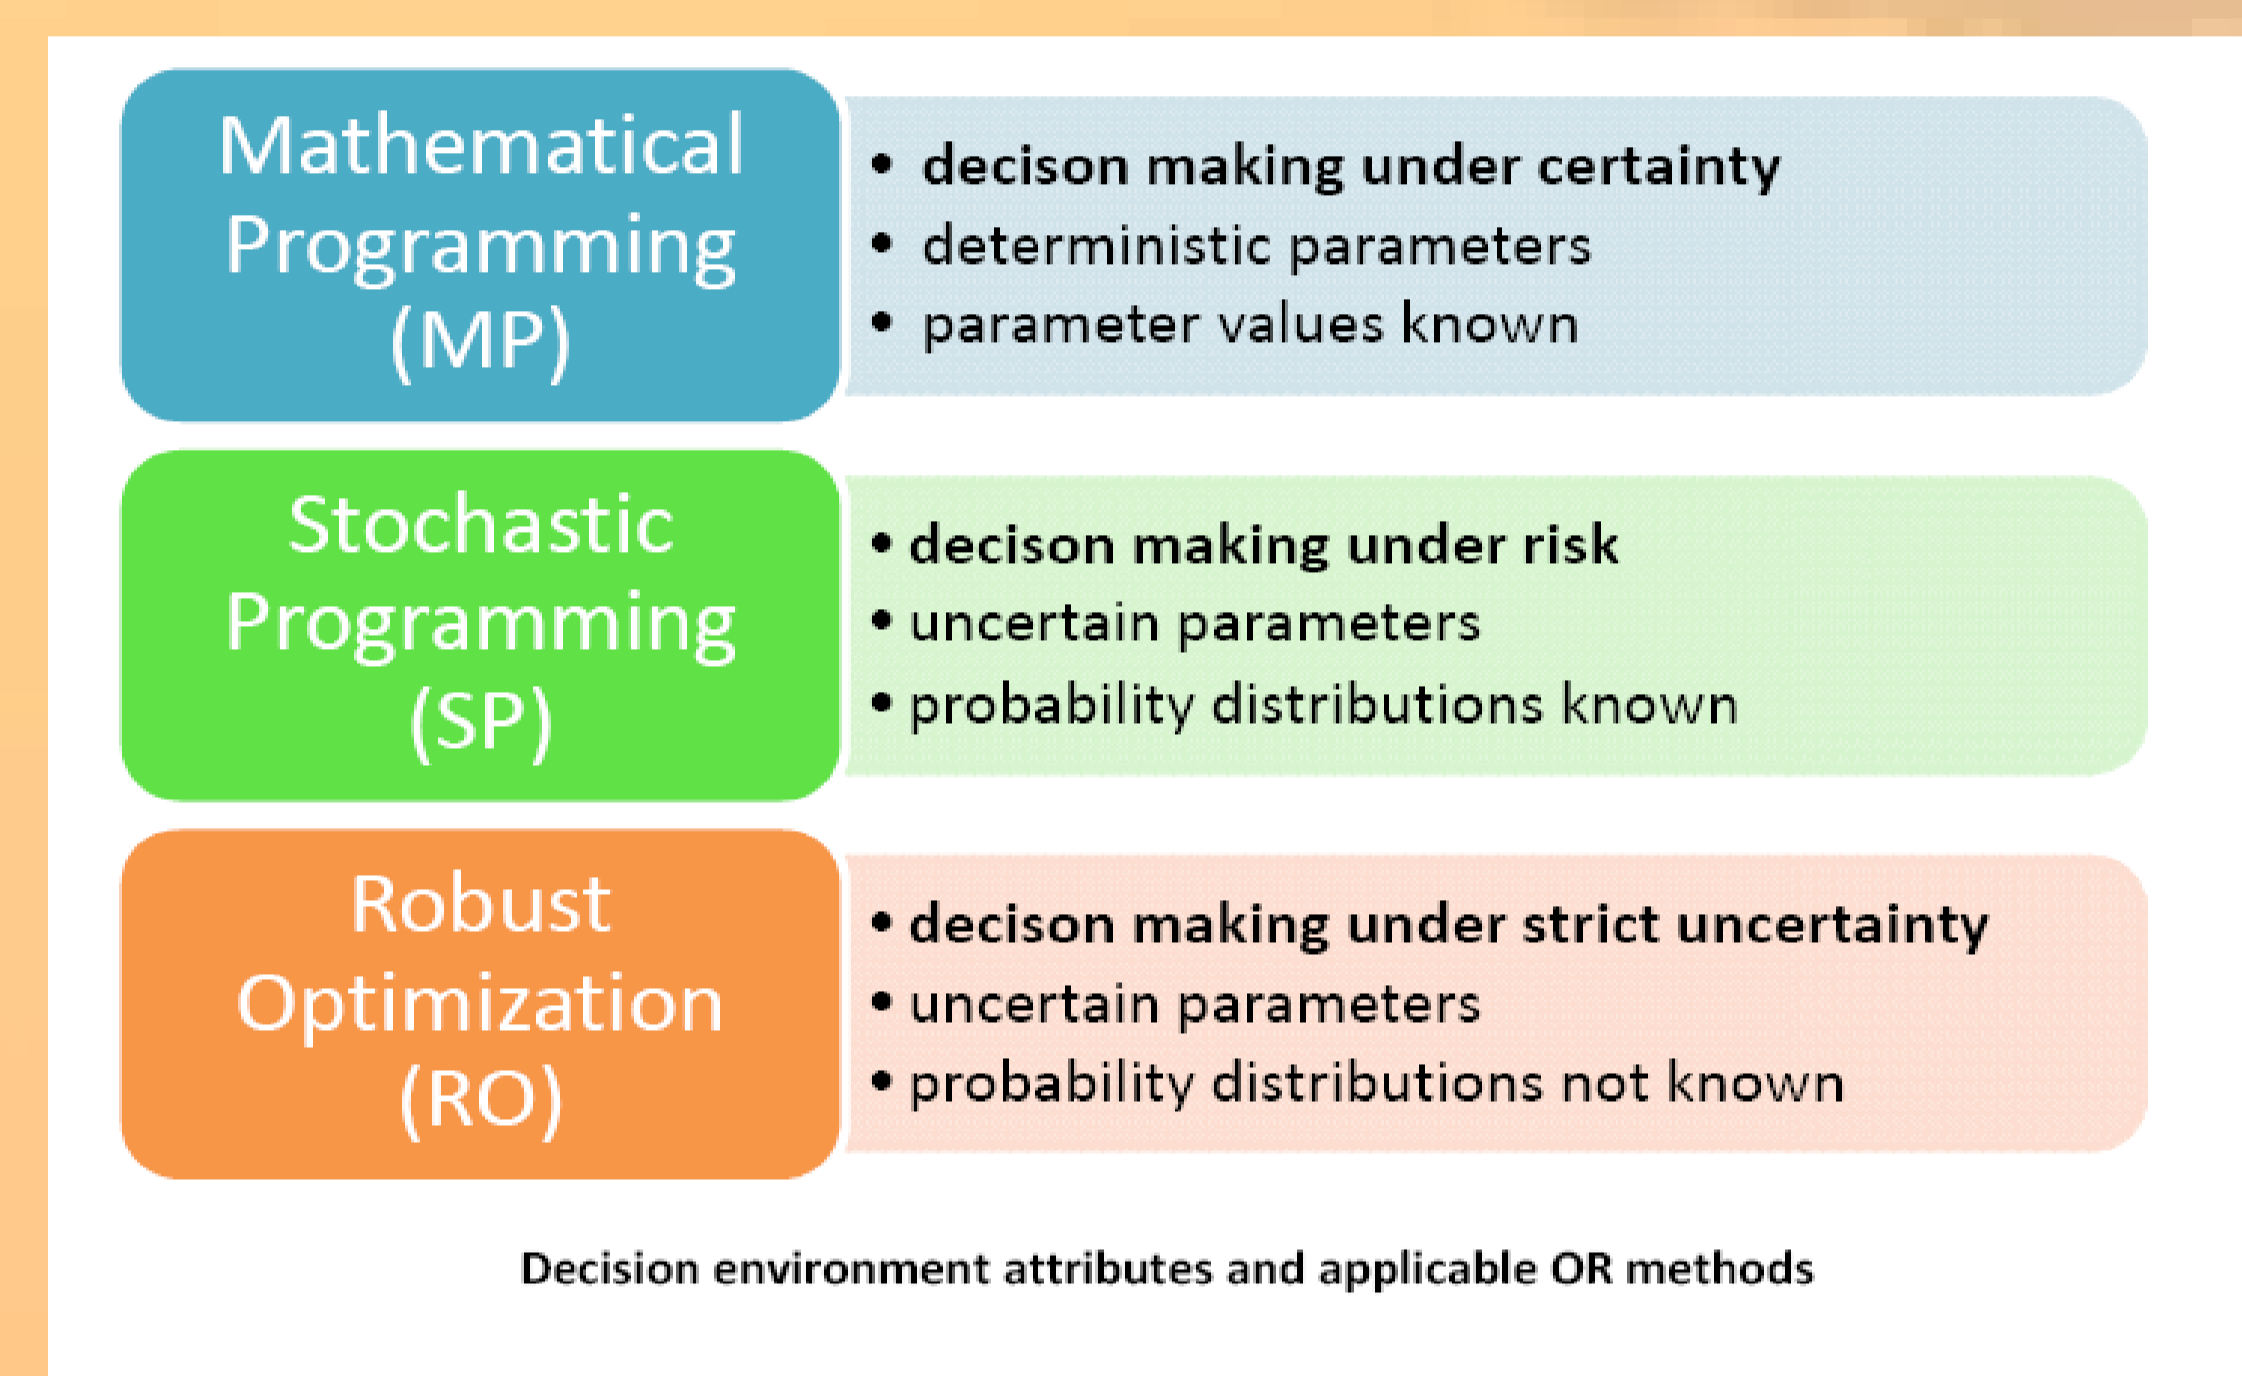 Mathematical
Programming
(MP)
• decison making under certainty
• deterministic parameters
• parameter values known
Stochastic
Programming
(SP)
• decison making under risk
• uncertain parameters
• probability distributions known
Robust
Optimization
(RO)
• decison making under strict uncertainty
• uncertain parameters
• probability distributions not known
Decision environment attributes and applicable OR methods